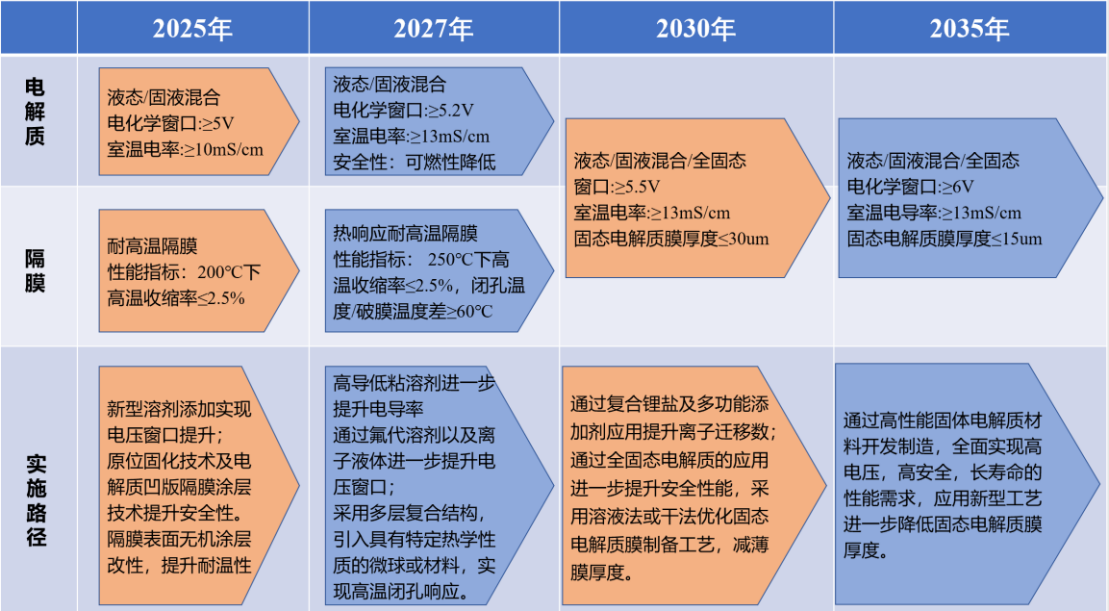 2025年
2027年
2030年
2035年
电解质
液态/固液混合
电化学窗口:≥5V
室温电率:≥10mS/cm
液态/固液混合
电化学窗口:≥5.2V
室温电率:≥13mS/cm
安全性：可燃性降低
液态/固液混合/全固态
窗口:≥5.5V
室温电率:≥13mS/cm
固态电解质膜厚度≤30um
液态/固液混合/全固态
电化学窗口:≥6V
室温电导率:≥13mS/cm
固态电解质膜厚度≤15um
隔膜
耐高温隔膜
性能指标：200℃下
高温收缩率≤2.5%
热响应耐高温隔膜
性能指标： 250℃下高
温收缩率≤2.5%，闭孔温
度/破膜温度差≥60℃
实施路径
新型溶剂添加实现
电压窗口提升；
原位固化技术及电
解质凹版隔膜涂层
技术提升安全性。
隔膜表面无机涂层
改性，提升耐温性
高导低粘溶剂进一步
提升电导率
通过氟代溶剂以及离
子液体进一步提升电
压窗口；
采用多层复合结构，
引入具有特定热学性
质的微球或材料，实
现高温闭孔响应。
通过复合锂盐及多功能添
加剂应用提升离子迁移数；
通过全固态电解质的应用
进一步提升安全性能，采
用溶液法或干法优化固态
电解质膜制备工艺，减薄
膜厚度。
通过高性能固体电解质材
料开发制造，全面实现高
电压，高安全，长寿命的
性能需求，应用新型工艺
进一步降低固态电解质膜
厚度。